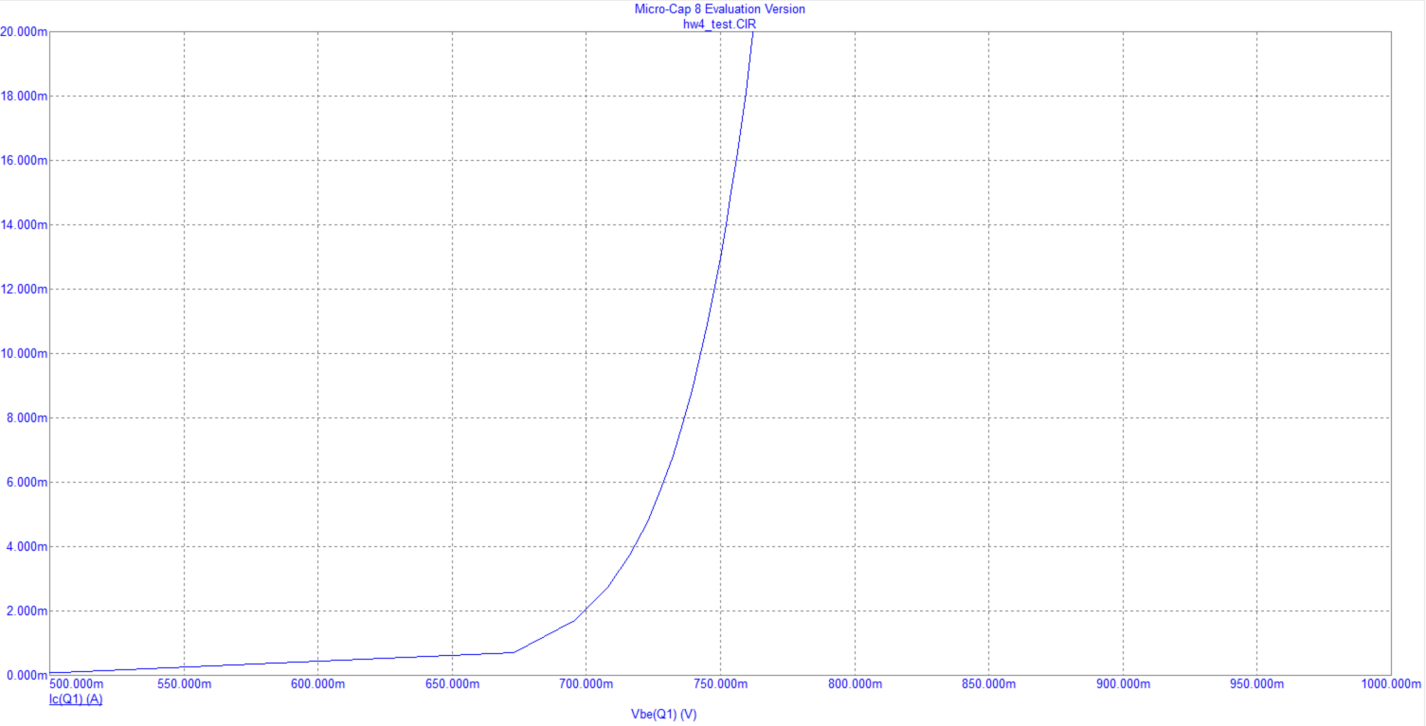 Micro-Cap 8 Evaluation Version
hw4_test.CIR
20.000m
18.000m
16.000m
14.000m
12.000m
10.000m
8.000m
6.000m
4.000m
2.000m
0.000m
500.000m 550.000m 600.000m 650.000m 700.000m 750.000m 800.000m 850.000m 900.000m 950.000m 1000.000m
Ic(Q1) (A)
Vbe(Q1) (V)